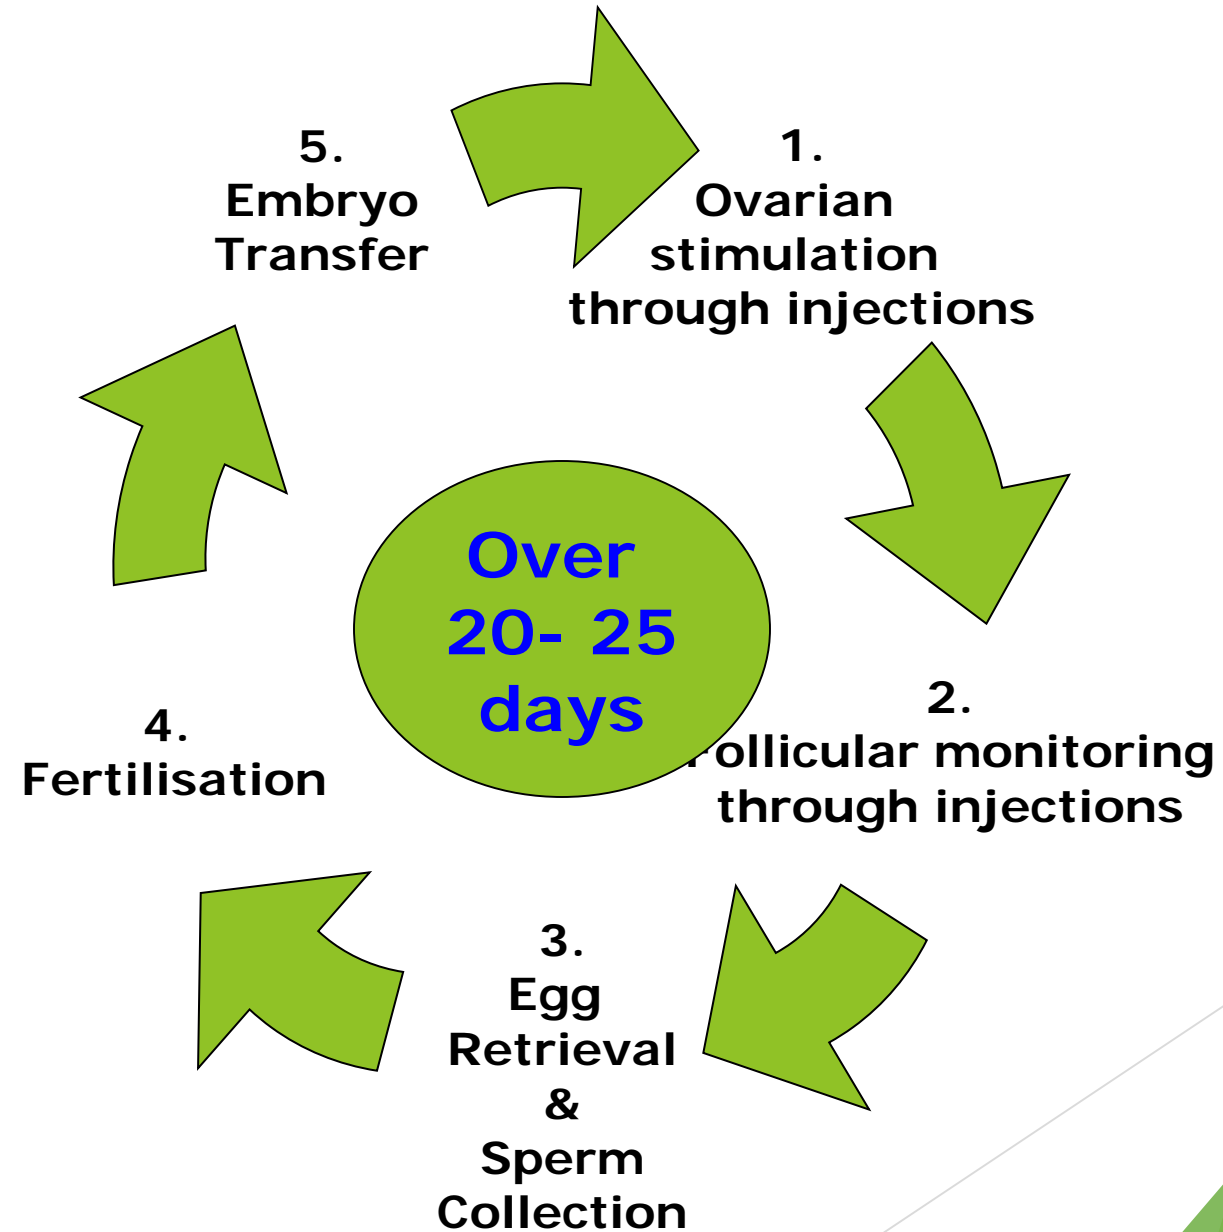 1.
Ovarian
stimulation
through injections
2.
ollicular monitoring
through injections
3.
Egg
Retrieval
&
Sperm
Collection
4.
Fertilisation
5.
Embryo
Transfer
Over
20- 25
days